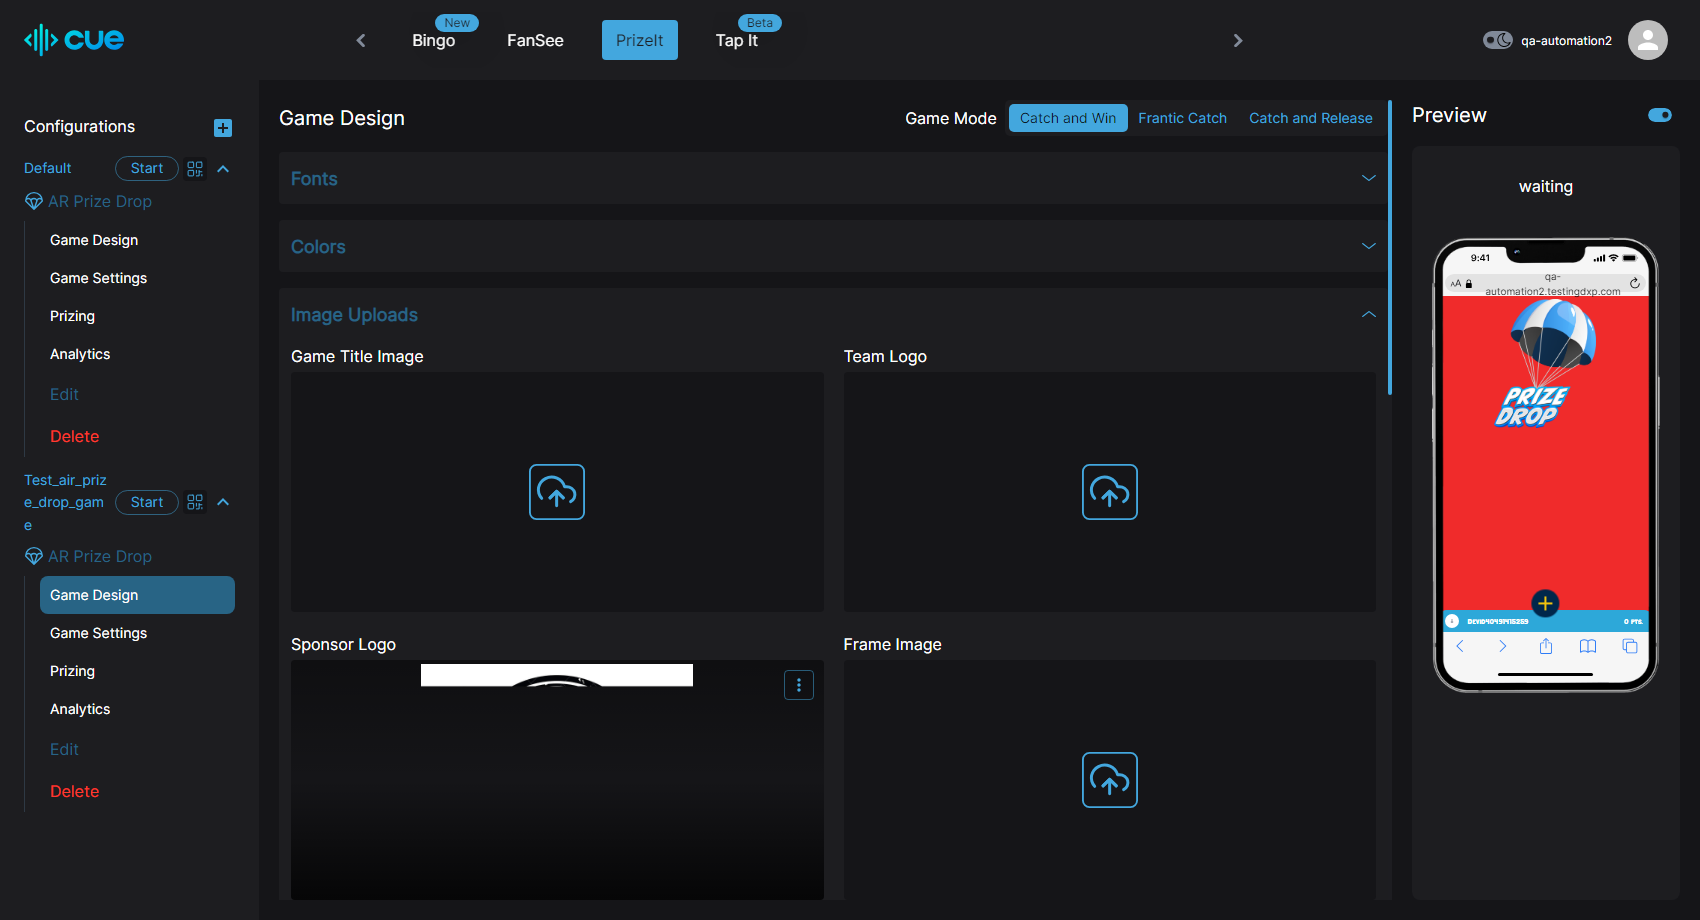 cue
New
Bingo
FanSee
PrizeIt
Beta
Tap It
qa-automation2
Configurations
Default
Start
AR Prize Drop
Game Design
Game Settings
Prizing
Analytics
Edit
Delete
Test_air_priz
e_drop_gam
e
Start
AR Prize Drop
Game Design
Game Settings
Prizing
Analytics
Edit
Delete
Game Design
Game Mode
Catch and Win
Frantic Catch
Catch and Release
Fonts
Colors
Image Uploads
Game Title Image
Team Logo
Sponsor Logo
Frame Image
Preview
waiting
9:41
AA
qa-
automation2.testingdxp.com
PRIZE
DROP
0 PTS.